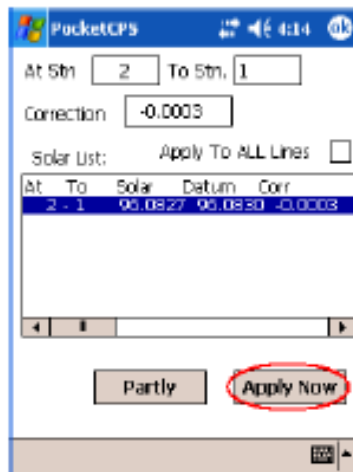 PocketCPS 4:14 ok
At Stn 2 To Stn. 1
Correction -0.0003
Solar List: Apply To ALL Lines
At To Solar Datum Corr
2 - 1 96.0827 96.0830 -0.0003
Partly Apply Now